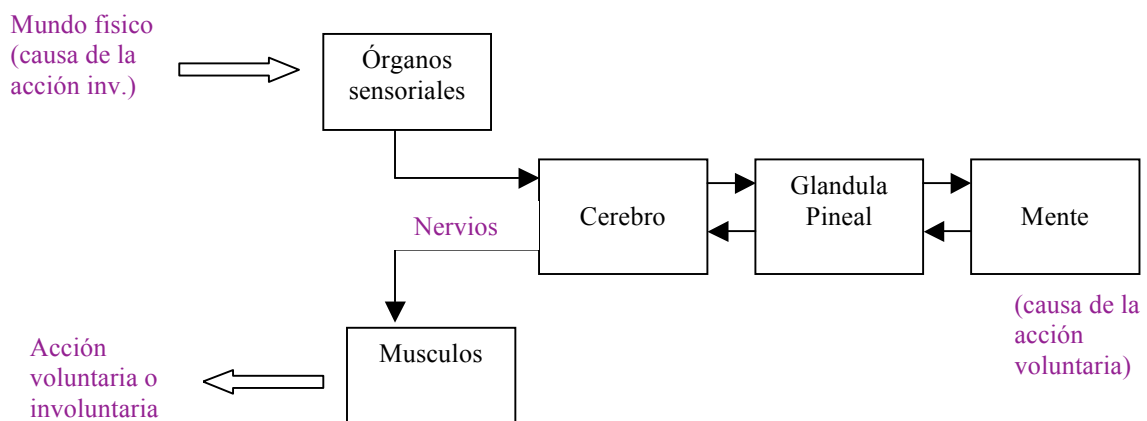 Mundo fisico
(causa de la
acción inv.)
Órganos
sensoriales
Cerebro
Glandula
Pineal
Mente
Nervios
(causa de la
acción
voluntaria)
Musculos
Acción
voluntaria o
involuntaria